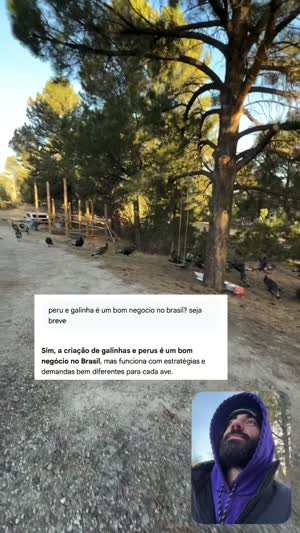 peru e galinha é um bom negocio no brasil? seja
breve
Sim, a criação de galinhas e perus é um bom
negócio no Brasil, mas funciona com estratégias e
demandas bem diferentes para cada ave.